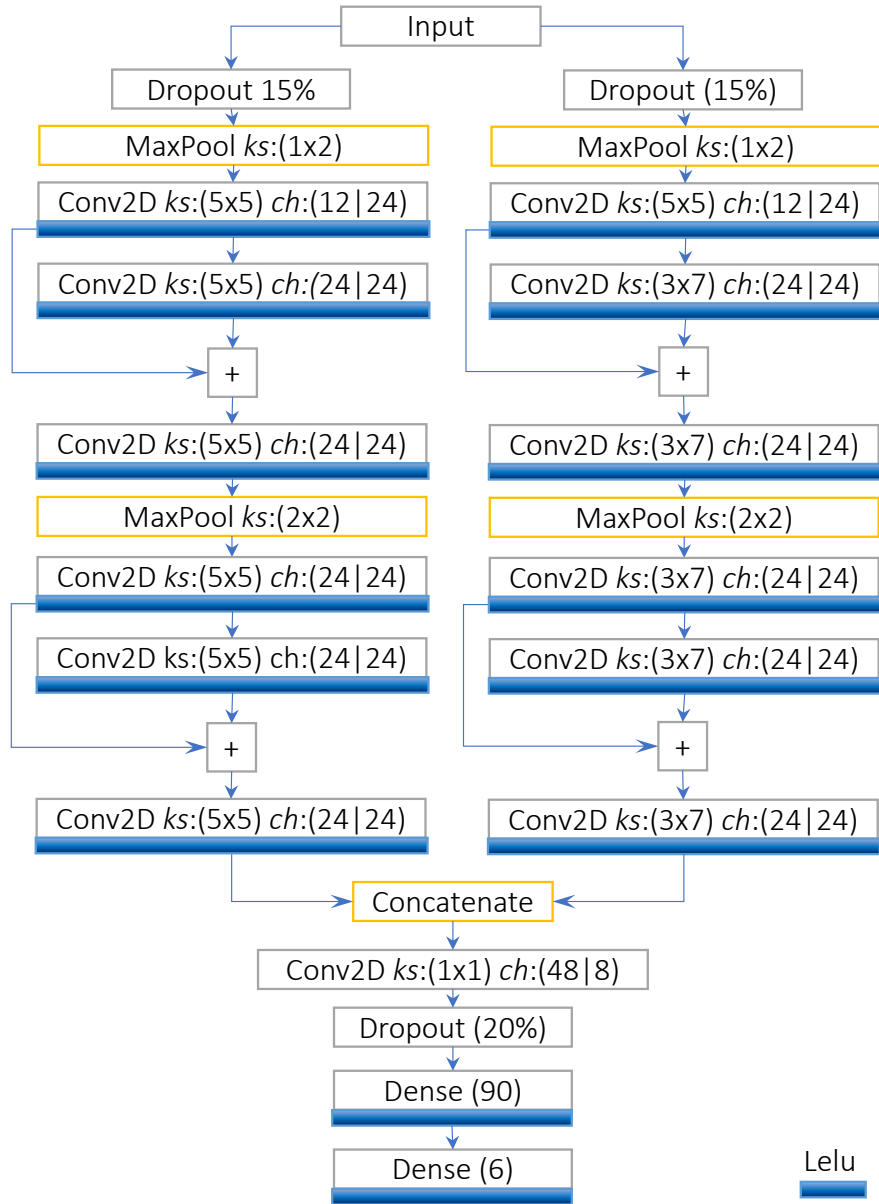 Input
Dropout 15%
Dropout (15%)
MaxPool ks:(1x2)
MaxPool ks:(1x2)
Conv2D ks:(5x5) ch:(12|24)
Conv2D ks:(5x5) ch:(12|24)
Conv2D ks:(5x5) ch:(24|24)
Conv2D ks:(3x7) ch:(24|24)
+
+
Conv2D ks:(5x5) ch:(24|24)
Conv2D ks:(3x7) ch:(24|24)
MaxPool ks:(2x2)
MaxPool ks:(2x2)
Conv2D ks:(5x5) ch:(24|24)
Conv2D ks:(3x7) ch:(24|24)
Conv2D ks:(5x5) ch:(24|24)
Conv2D ks:(3x7) ch:(24|24)
+
+
Conv2D ks:(5x5) ch:(24|24)
Conv2D ks:(3x7) ch:(24|24)
Concatenate
Conv2D ks:(1x1) ch:(48|8)
Dropout (20%)
Dense (90)
Dense (6)
Lelu